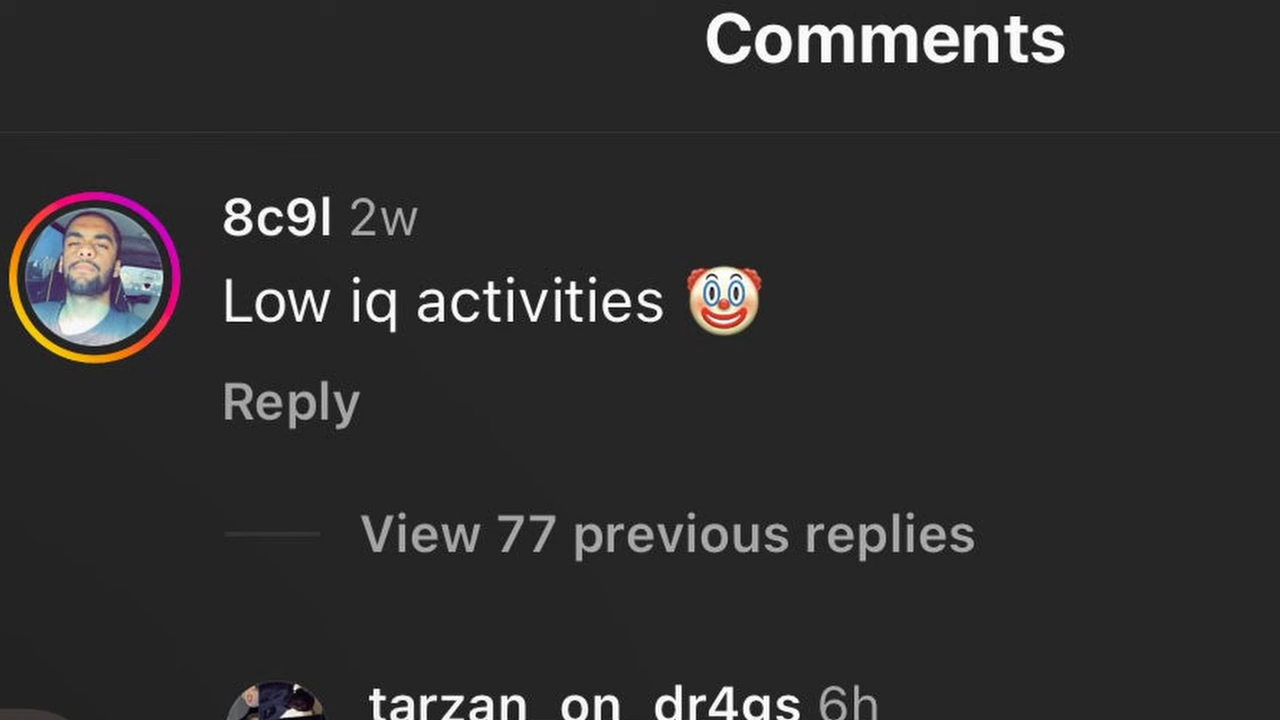 Comments
8c9l 2w
Low iq activities 🤡
Reply
View 77 previous replies
tarzan_on_dr4gs 6h